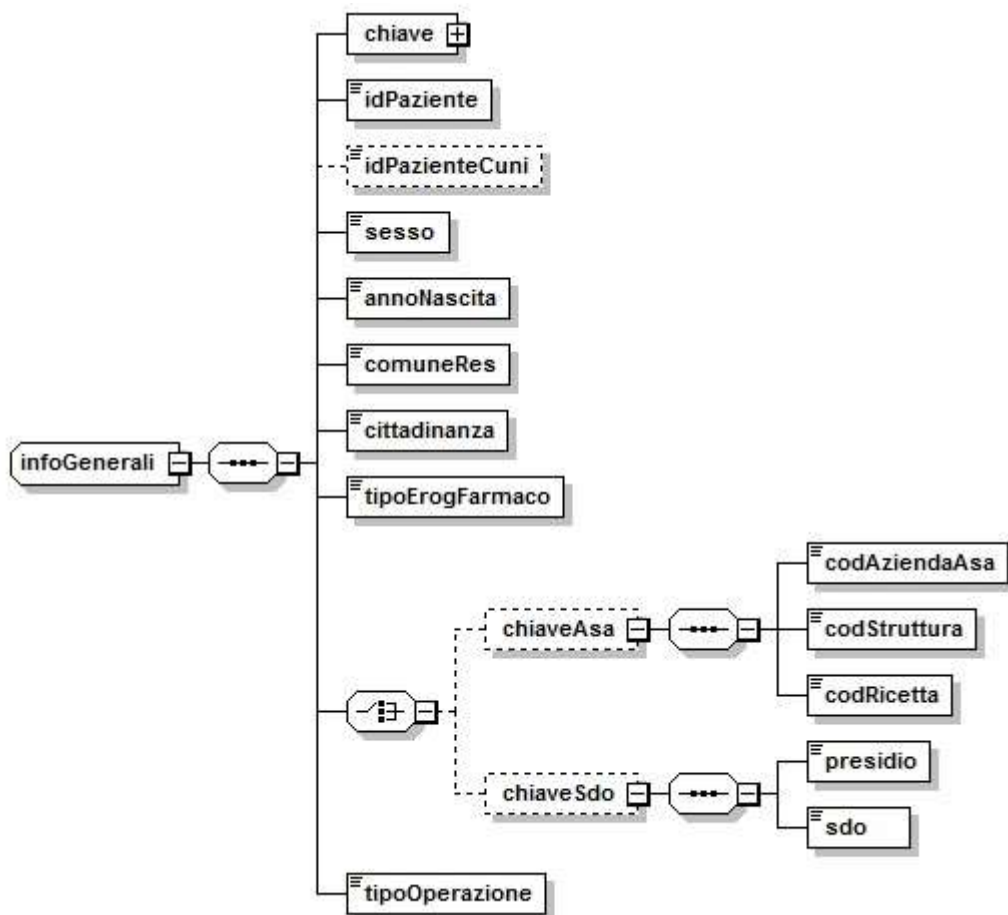 chiave
idPaziente
idPazienteCuni
sesso
annoNascita
comuneRes
cittadinanza
infoGenerali
tipoErogFarmaco
codAziendaAsa
chiaveAsa
codStruttura
codRicetta
presidio
chiaveSdo
sdo
tipoOperazione